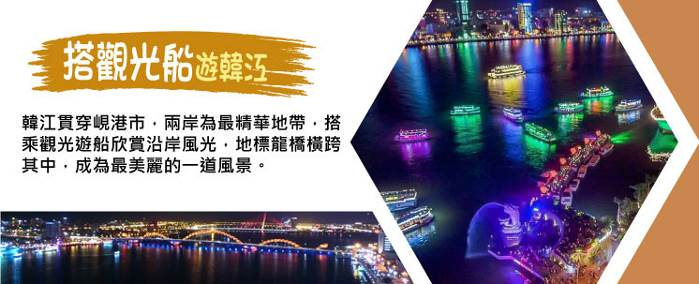 搭觀光船遊韓江
韓江貫穿峴港市，兩岸為最精華地帶，搭
乘觀光遊船欣賞沿岸風光，地標龍橋橫跨
其中，成為最美麗的一道風景。